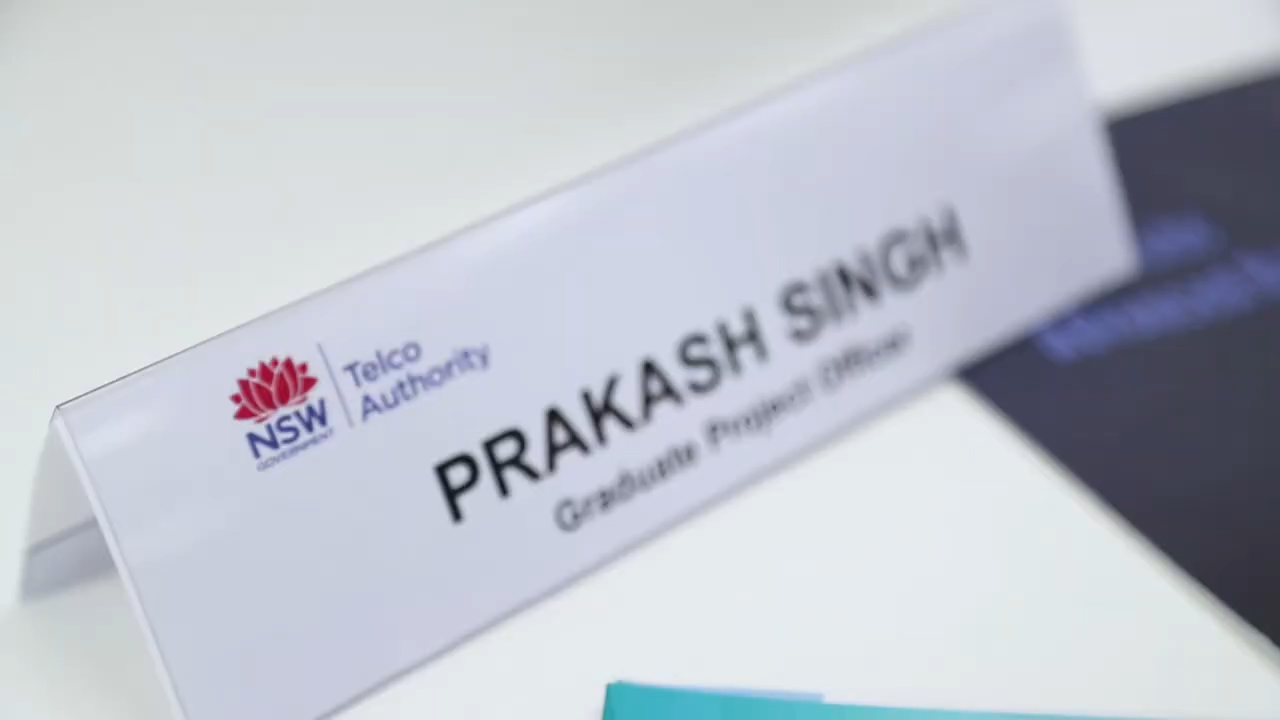 NSW
GOVERNMENT
Telco
Authority
PRAKASH SINGH
Graduate Project Officer